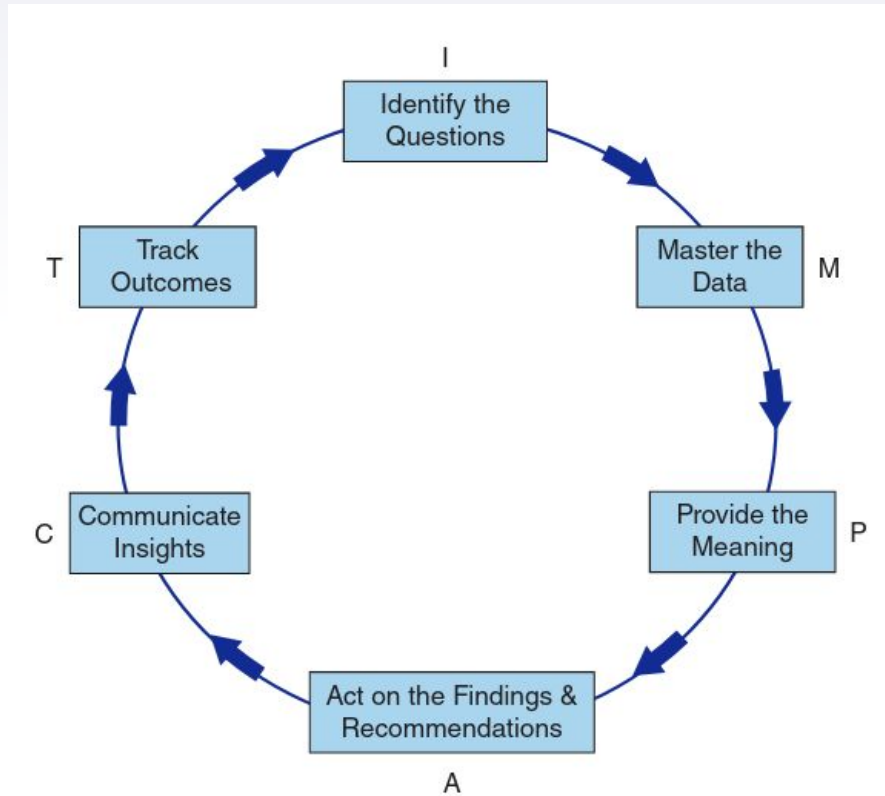 I
Identify the
Questions
Master the
Data
M
Provide the
Meaning
P
Act on the Findings &
Recommendations
A
Communicate
Insights
C
Track
Outcomes
T